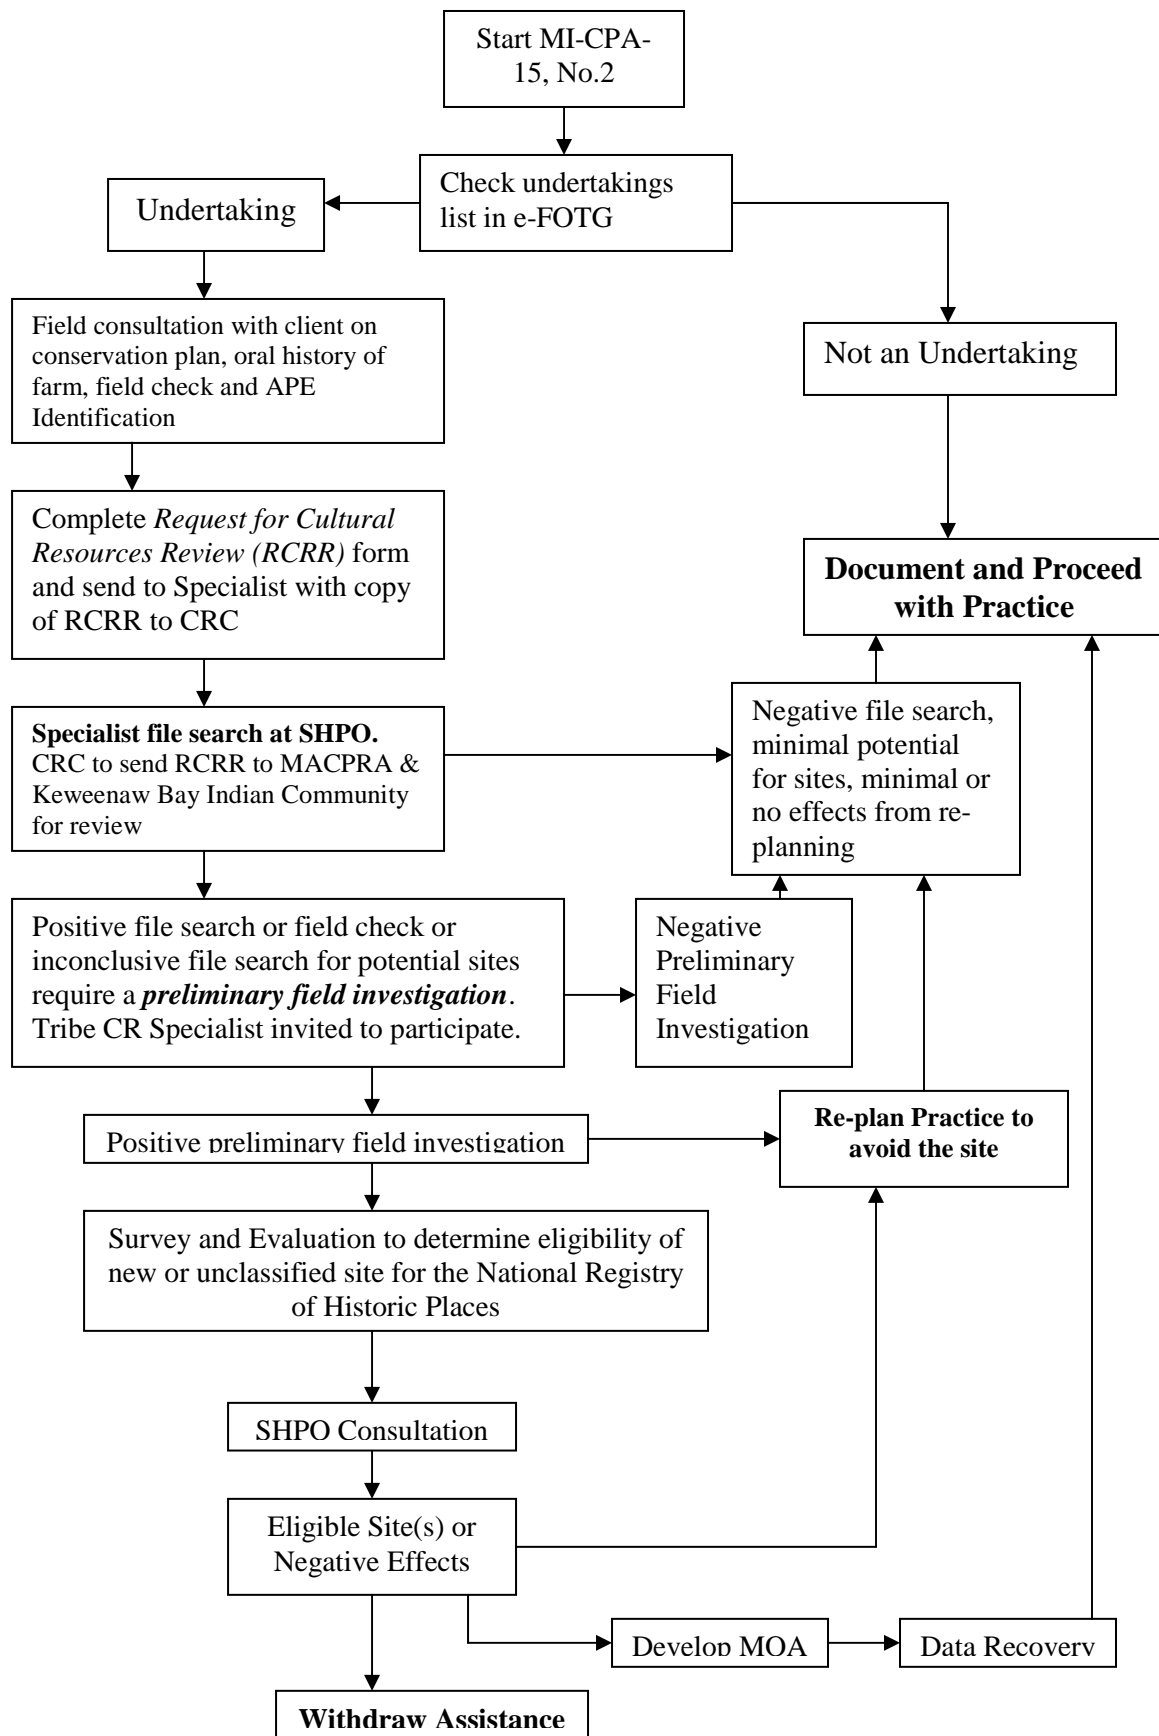 Start MI-CPA-
15, No.2
Check undertakings
list in e-FOTG
Undertaking
Field consultation with client on
conservation plan, oral history of
farm, field check and APE
Identification
Not an Undertaking
Complete Request for Cultural
Resources Review (RCRR) form
and send to Specialist with copy
of RCRR to CRC
Document and Proceed
with Practice
Specialist file search at SHPO.
CRC to send RCRR to MACPRA &
Keweenaw Bay Indian Community
for review
Negative file search,
minimal potential
for sites, minimal or
no effects from re-
planning
Positive file search or field check or
inconclusive file search for potential sites
require a preliminary field investigation.
Tribe CR Specialist invited to participate.
Negative
Preliminary
Field
Investigation
Positive preliminary field investigation
Re-plan Practice to
avoid the site
Survey and Evaluation to determine eligibility of
new or unclassified site for the National Registry
of Historic Places
SHPO Consultation
Eligible Site(s) or
Negative Effects
Develop MOA
Data Recovery
Withdraw Assistance